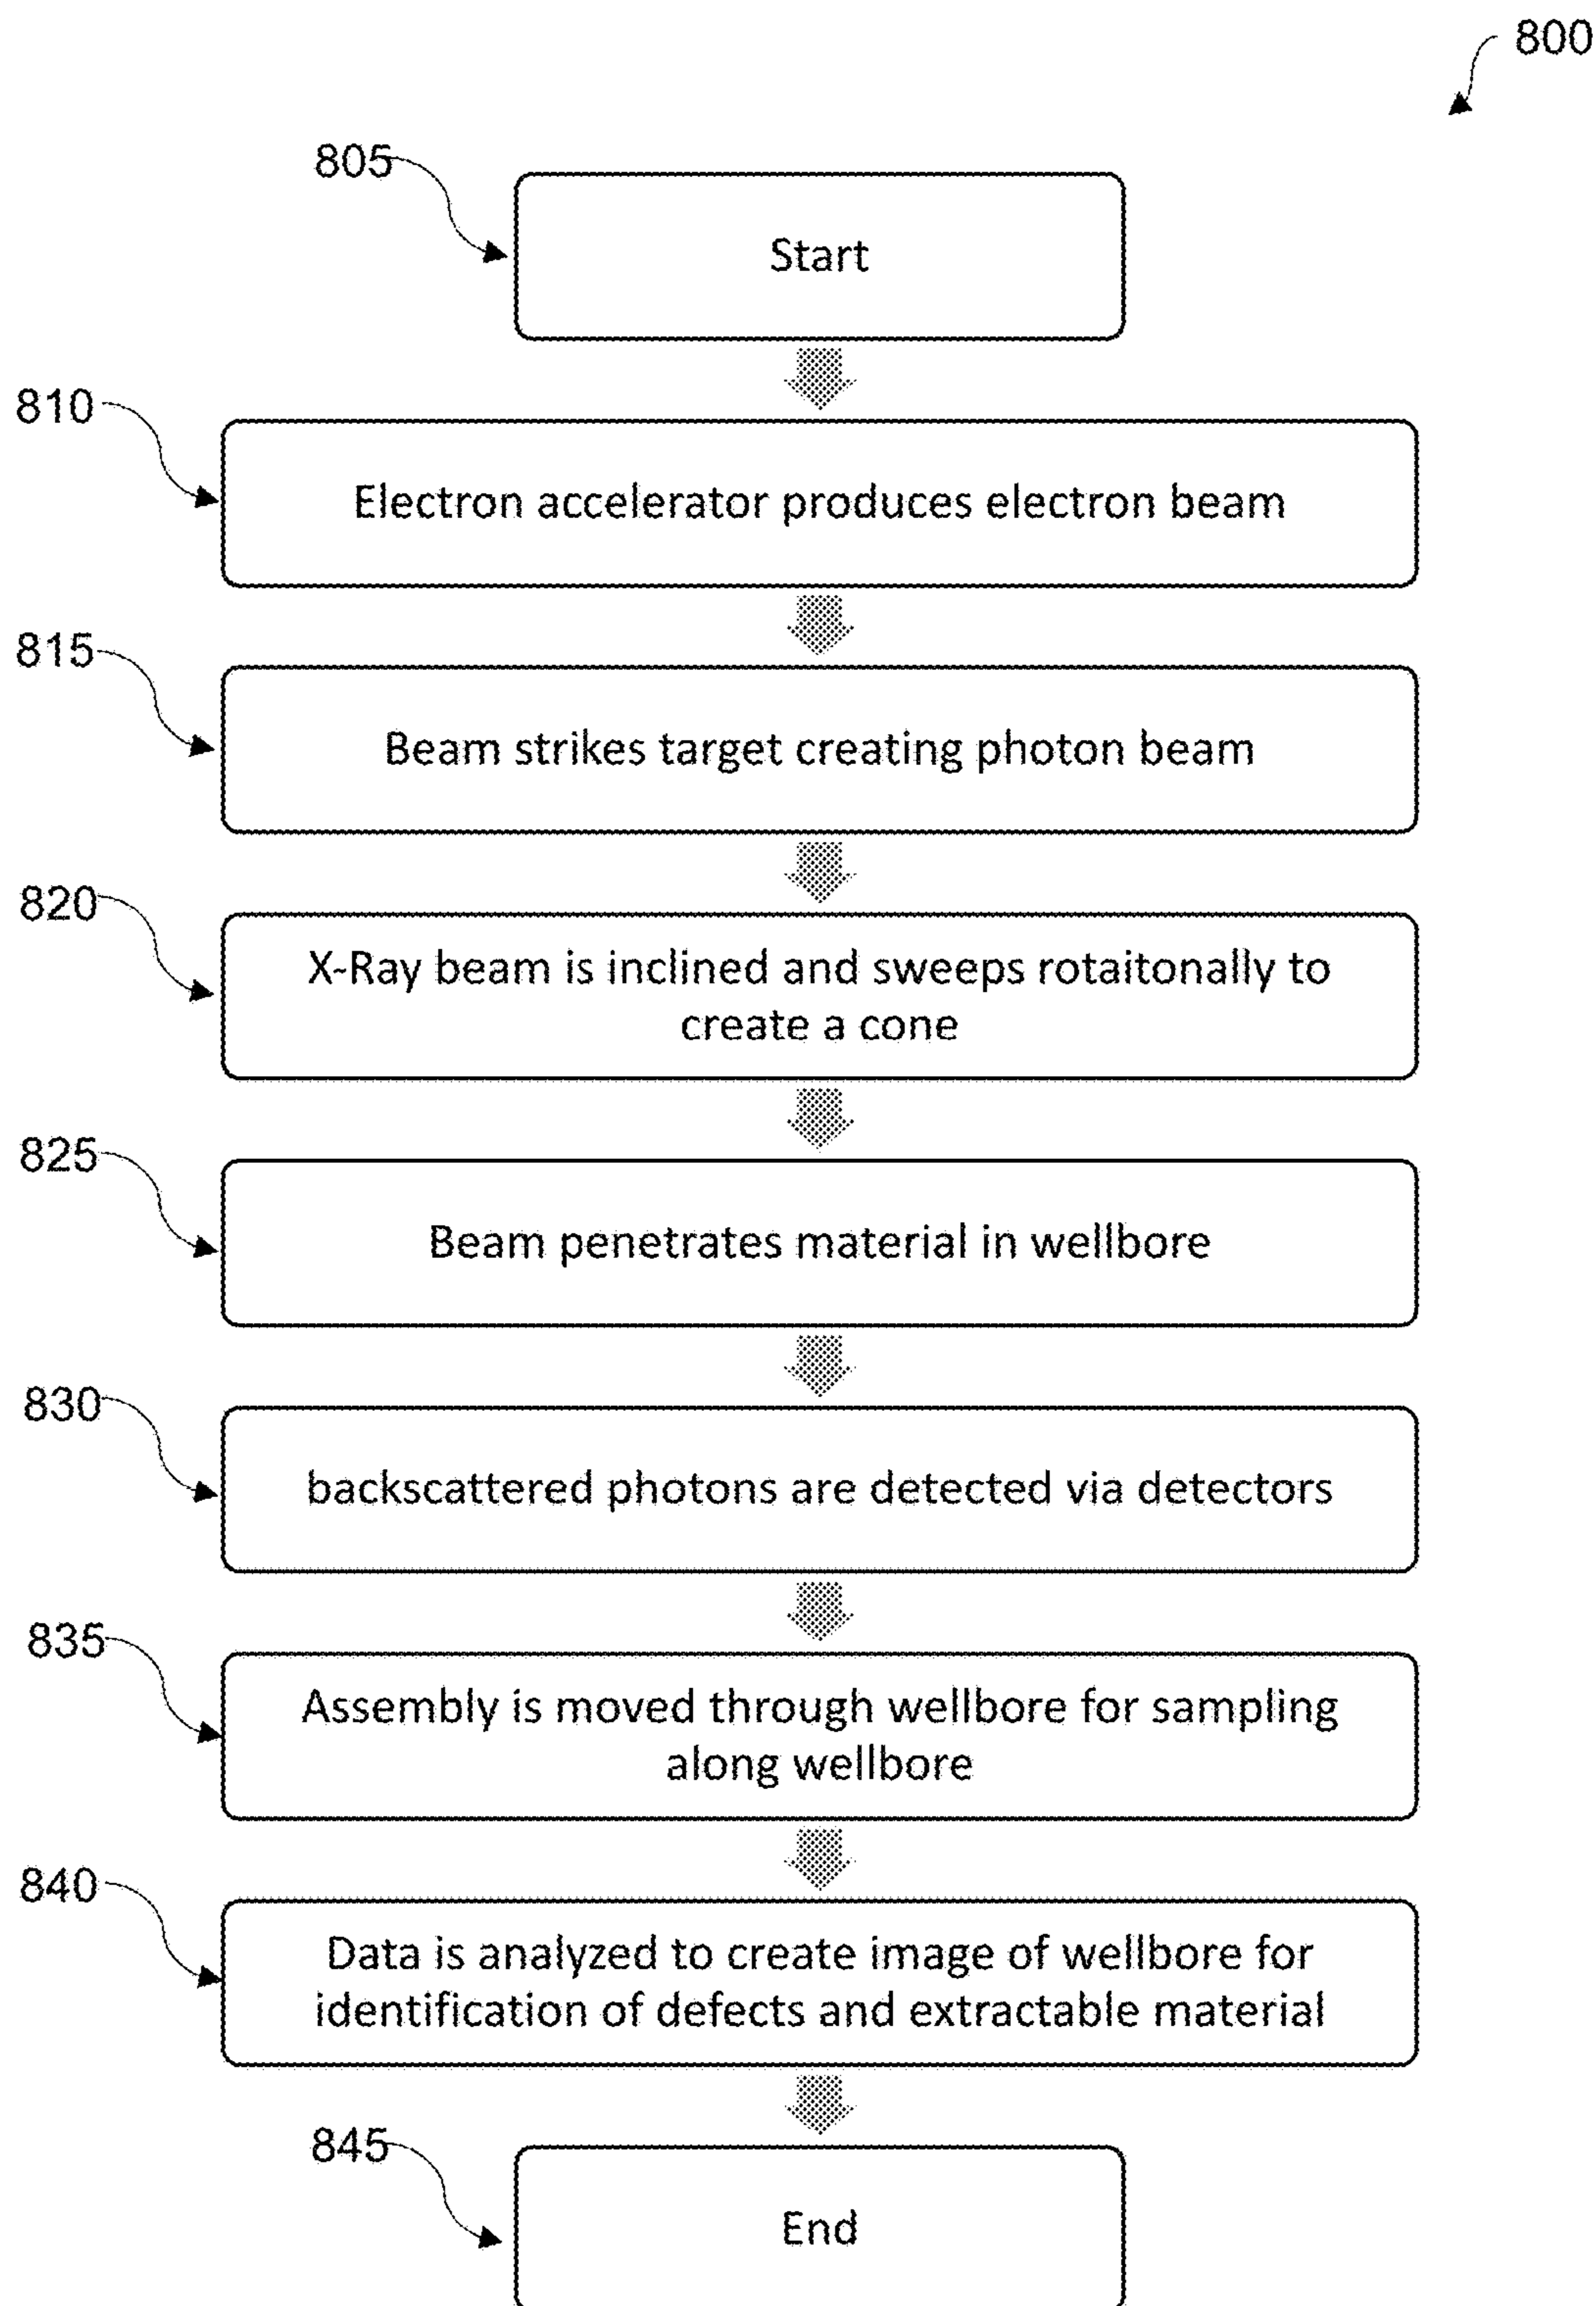 800
805
Start
810
Electron accelerator produces electron beam
815
Beam strikes target creating photon beam
820
X-Ray beam is inclined and sweeps rotaitonally to
create a cone
825
Beam penetrates material in wellbore
830
backscattered photons are detected via detectors
835
Assembly is moved through wellbore for sampling
along wellbore
840
Data is analyzed to create image of wellbore for
identification of defects and extractable material
845
End